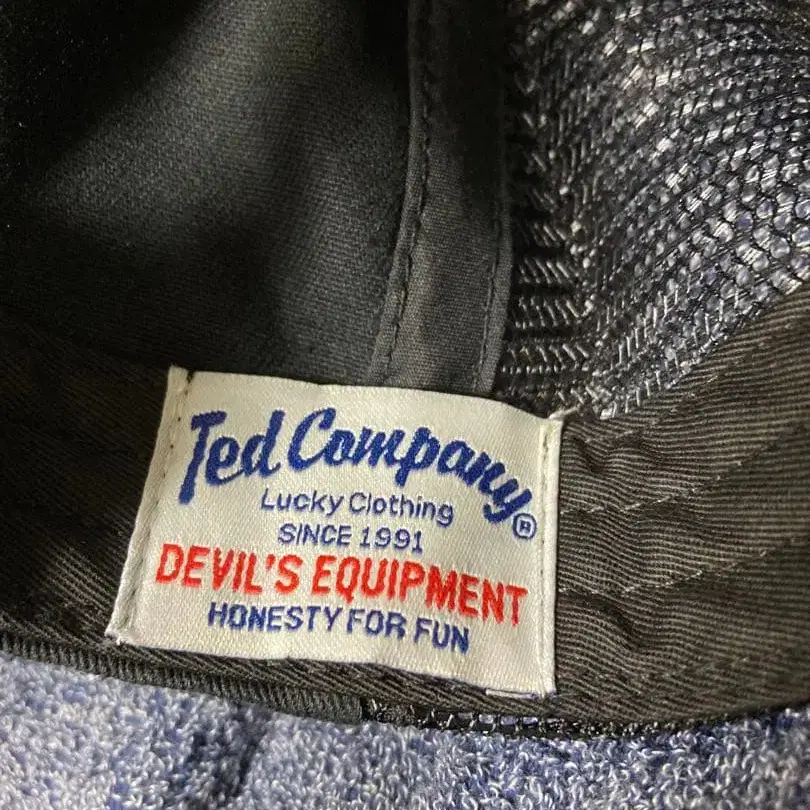 Ted Company®
Lucky Clothing
SINCE 1991
DEVIL'S EQUIPMENT
HONESTY FOR FUN